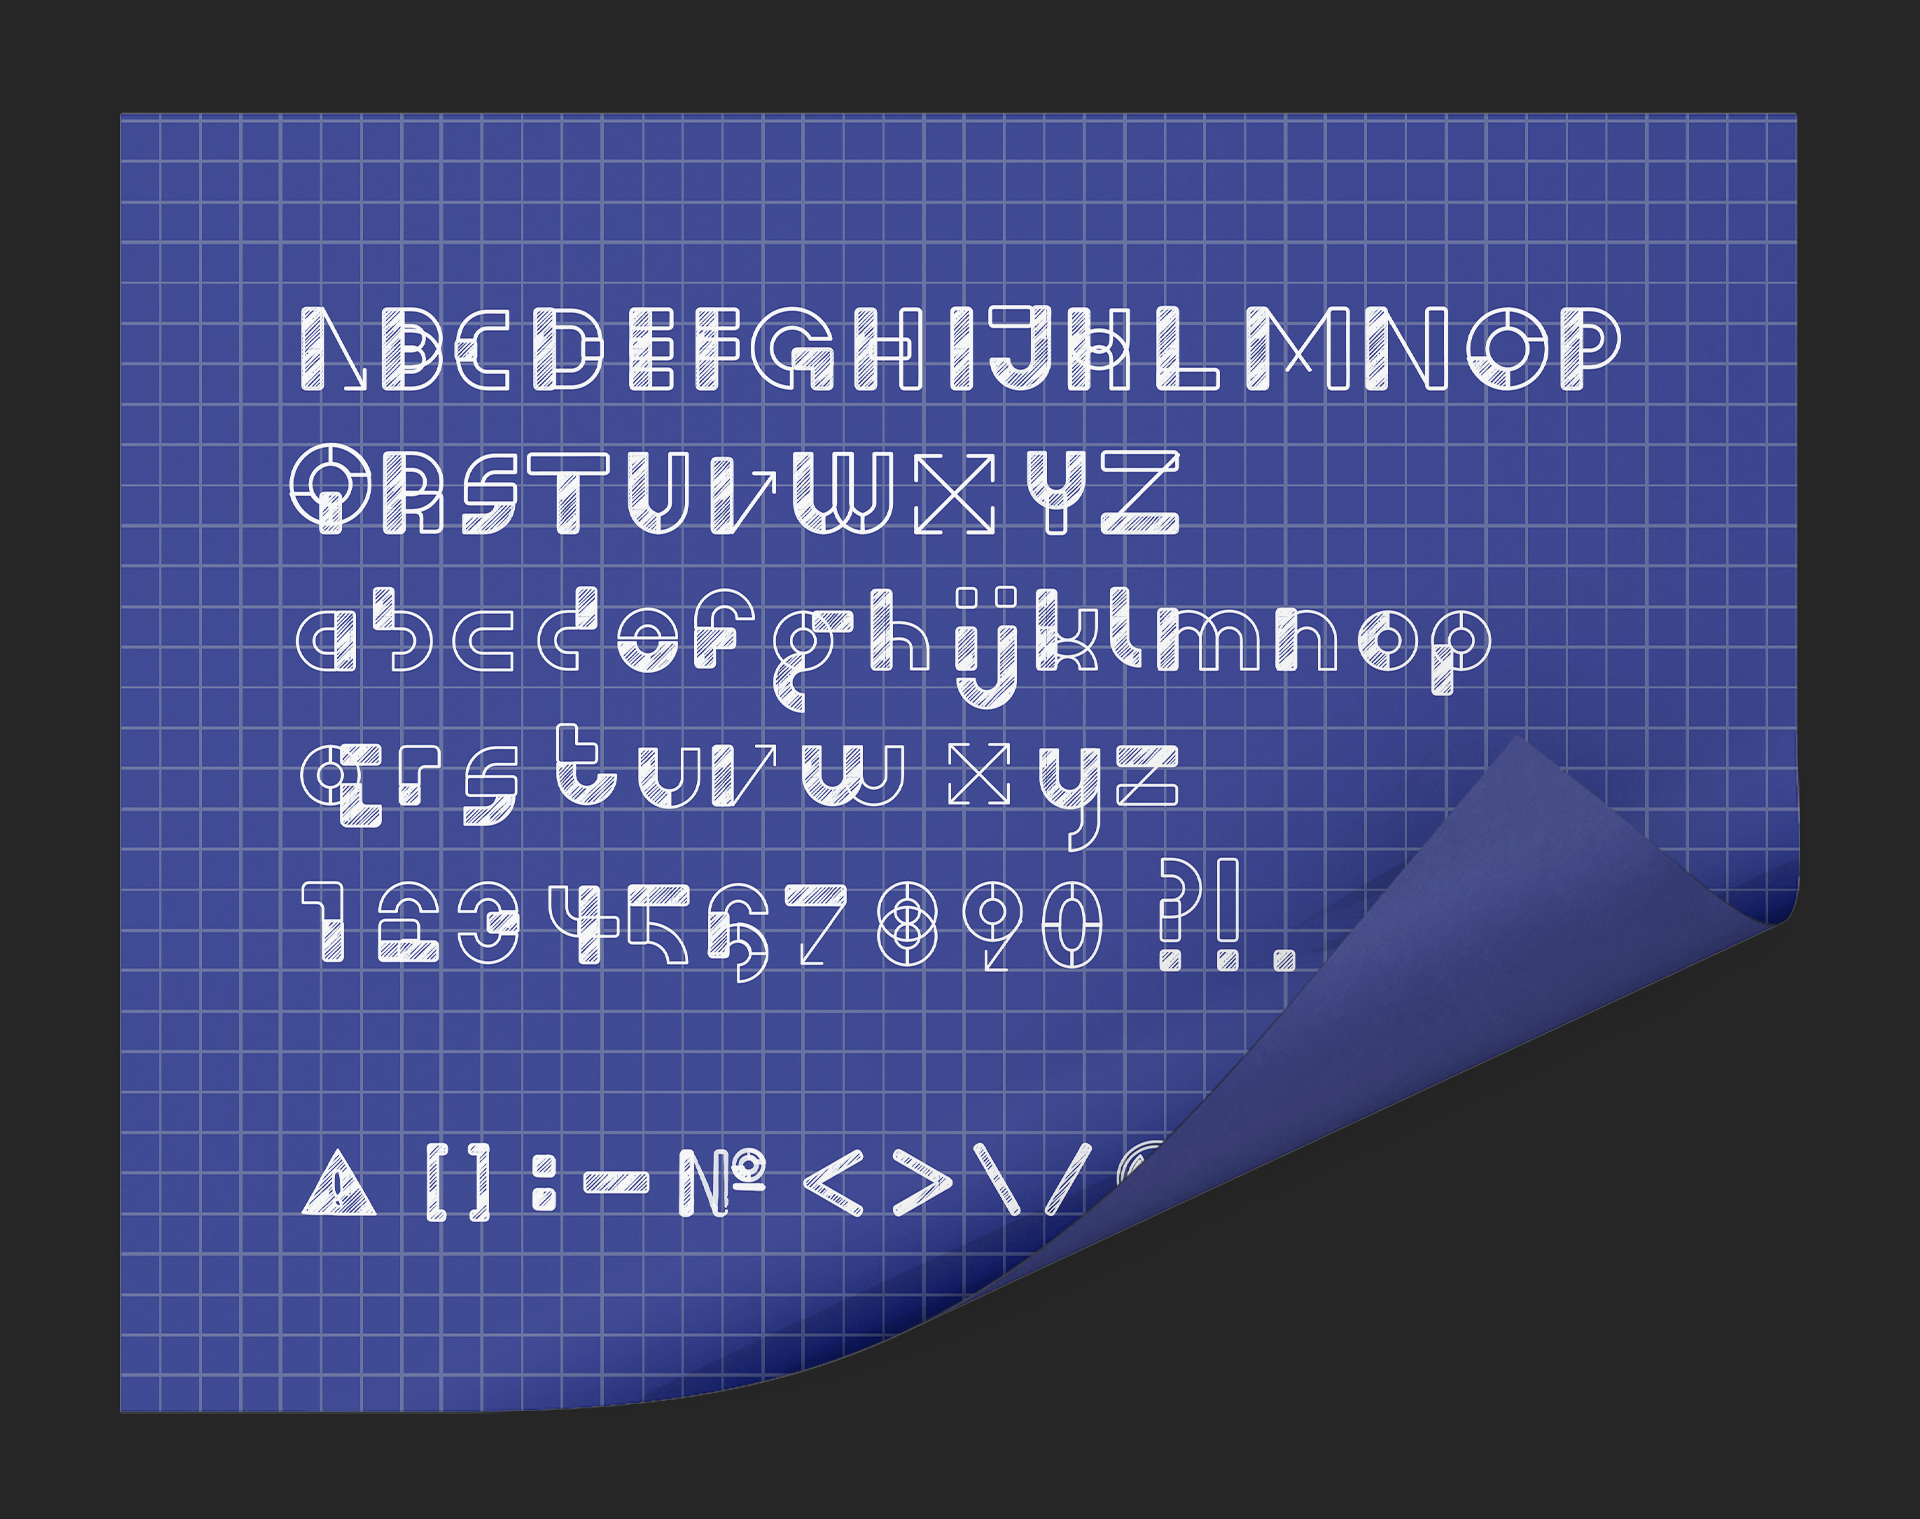 ABCDEFGHIJKLMNOP
QRSTUVWXYZ
abcdefghijklmnop
qrstuvwxyz
1234567890 ?!.
⚠ [ ] : - № < > \ /